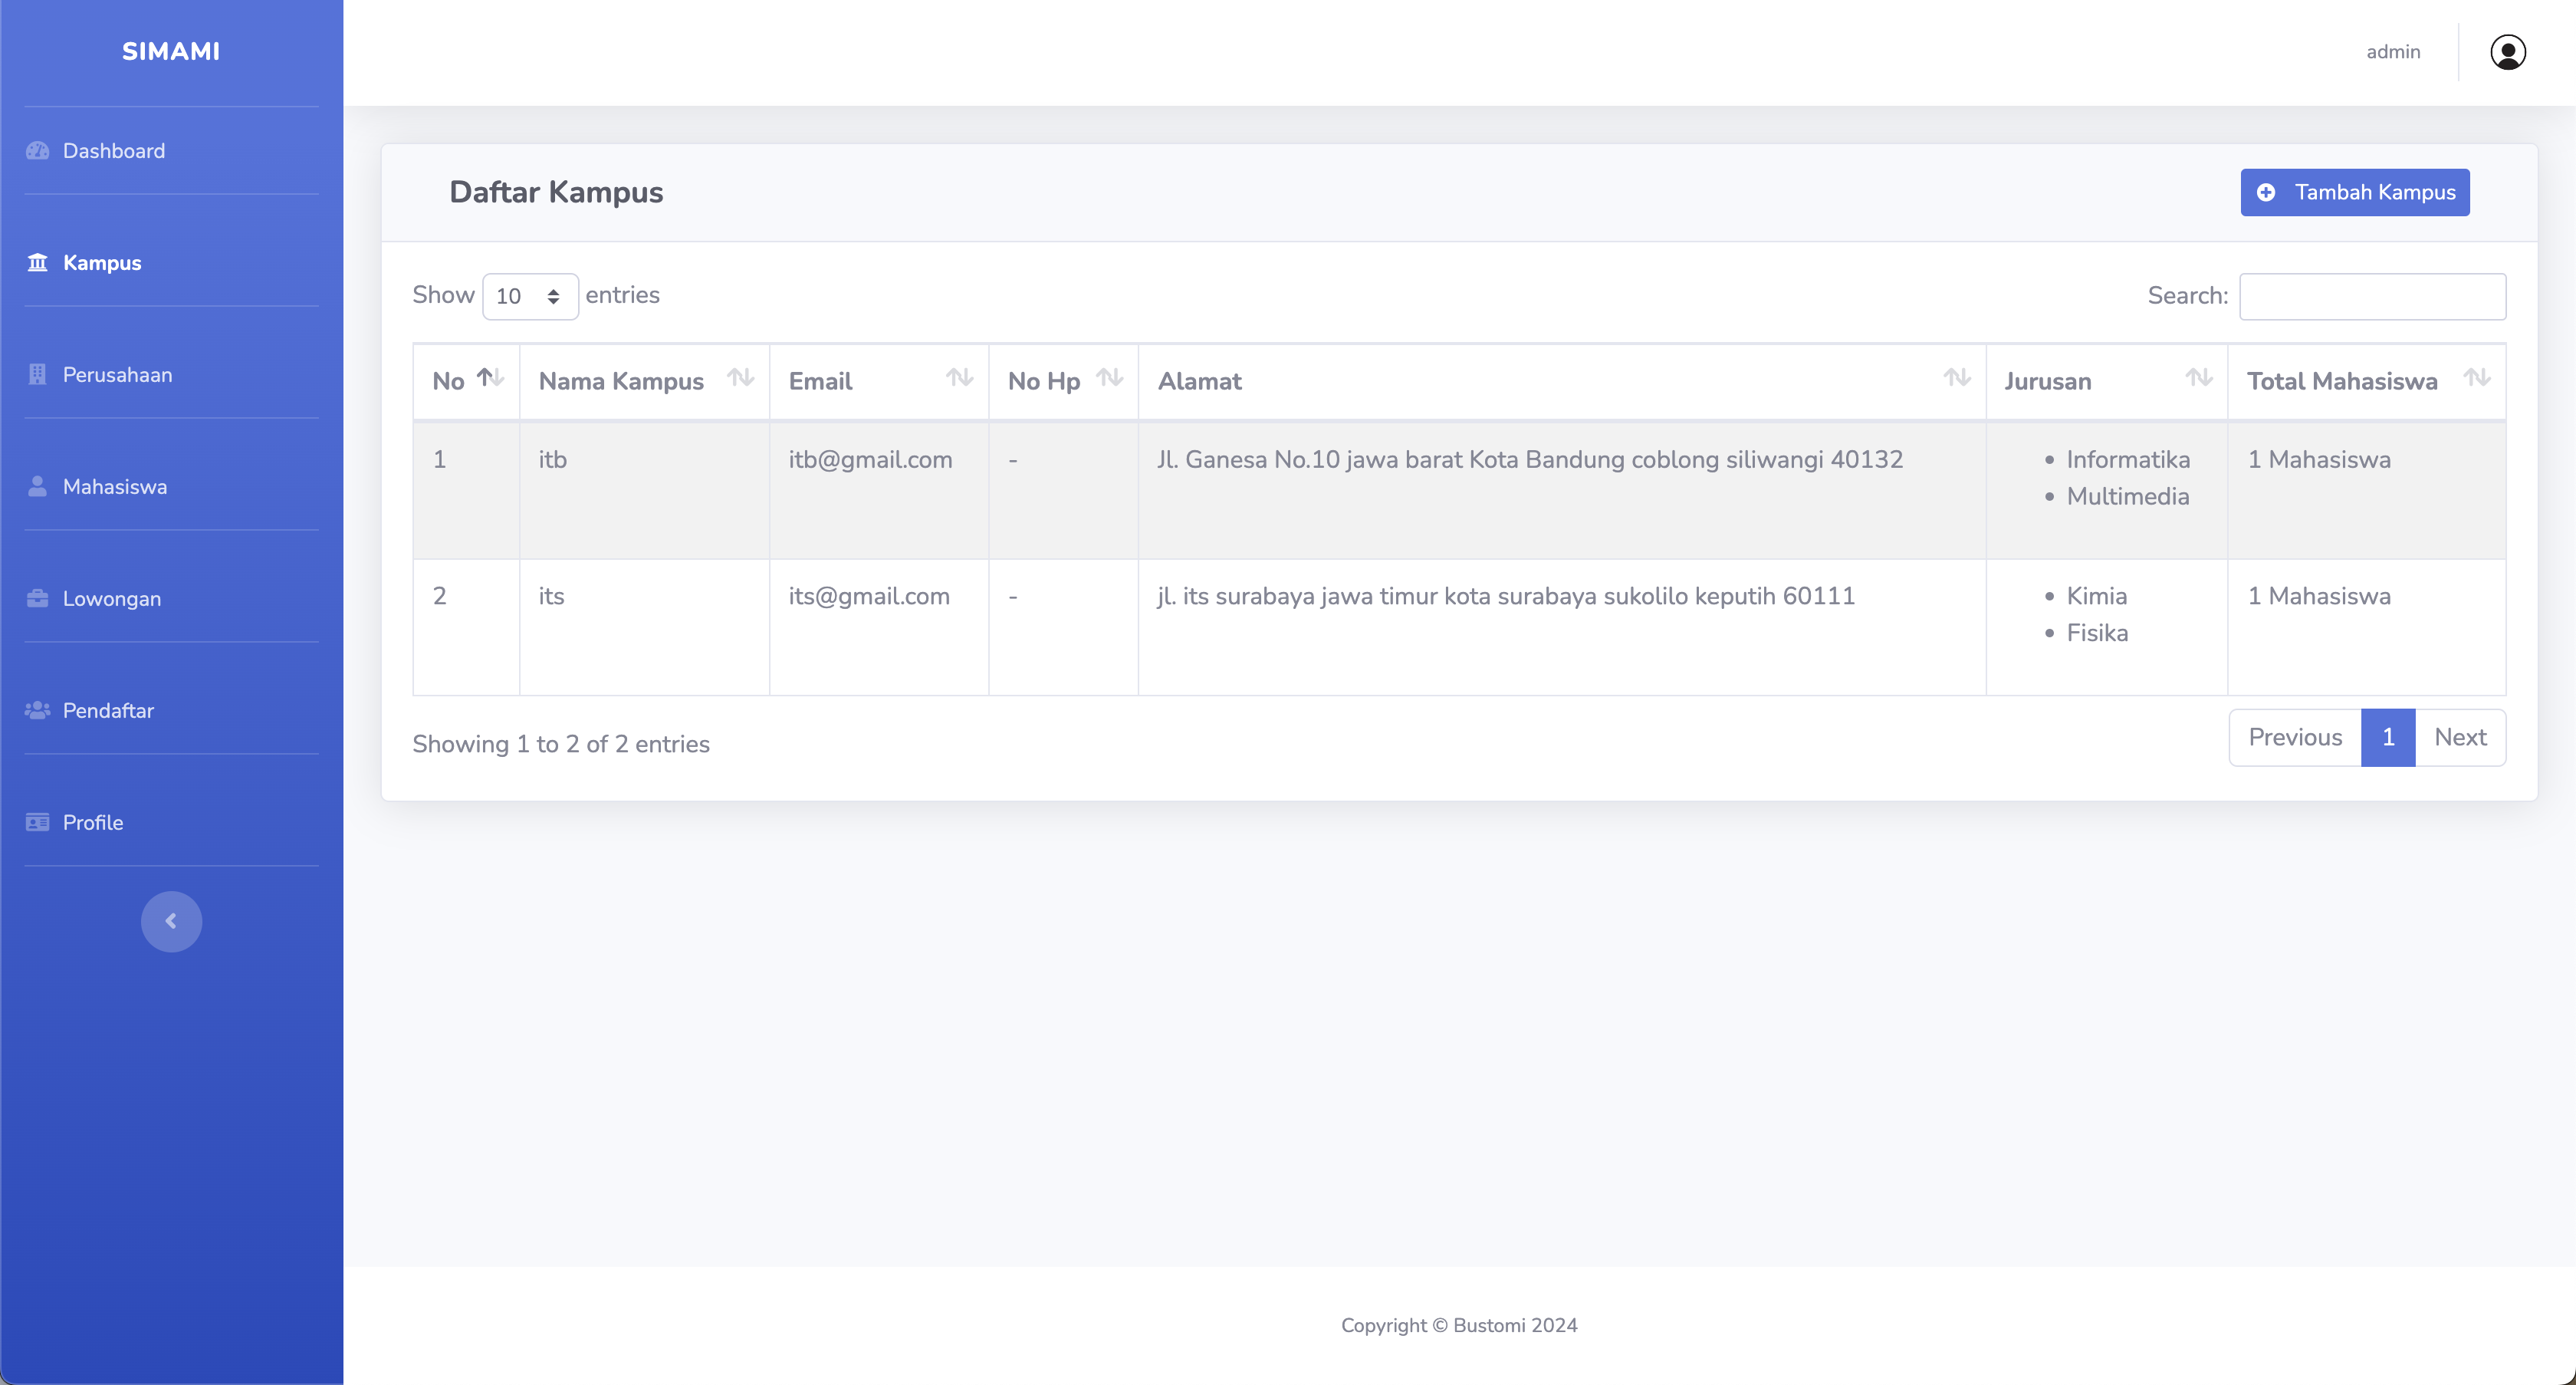 SIMAMI
admin
Dashboard
Kampus
Perusahaan
Mahasiswa
Lowongan
Pendaftar
Profile
Daftar Kampus
Tambah Kampus
Show 10 entries
Search:
No Nama Kampus Email No Hp Alamat Jurusan Total Mahasiswa
1 itb itb@gmail.com - Jl. Ganesa No.10 jawa barat Kota Bandung coblong siliwangi 40132 • Informatika 1 Mahasiswa
• Multimedia
2 its its@gmail.com - jl. its surabaya jawa timur kota surabaya sukolilo keputih 60111 • Kimia 1 Mahasiswa
• Fisika
Showing 1 to 2 of 2 entries
Previous 1 Next
Copyright © Bustomi 2024